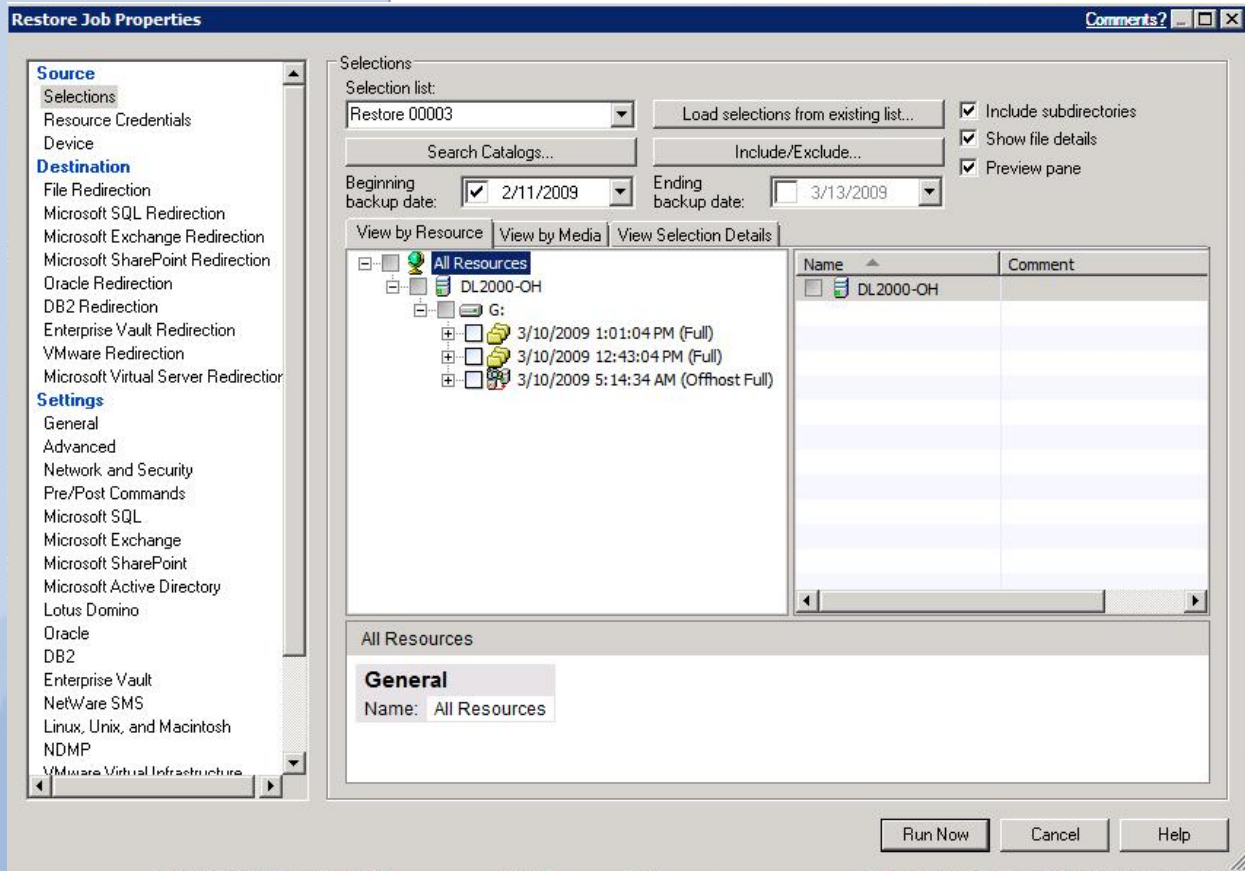 Restore Job Properties
Comments?
Source
Selections
Resource Credentials
Device
Destination
File Redirection
Microsoft SQL Redirection
Microsoft Exchange Redirection
Microsoft SharePoint Redirection
Oracle Redirection
DB2 Redirection
Enterprise Vault Redirection
VMware Redirection
Microsoft Virtual Server Redirection
Settings
General
Advanced
Network and Security
Pre/Post Commands
Microsoft SQL
Microsoft Exchange
Microsoft SharePoint
Microsoft Active Directory
Lotus Domino
Oracle
DB2
Enterprise Vault
NetWare SMS
Linux, Unix, and Macintosh
NDMP
VMware Virtual Infrastructure
Selections
Selection list:
Restore 00003
Load selections from existing list...
Include subdirectories
Search Catalogs...
Include/Exclude...
Show file details
Preview pane
Beginning backup date:
2/11/2009
Ending backup date:
3/13/2009
View by Resource
View by Media
View Selection Details
All Resources
DL2000-OH
G:
3/10/2009 1:01:04 PM (Full)
3/10/2009 12:43:04 PM (Full)
3/10/2009 5:14:34 AM (Offhost Full)
Name
Comment
DL2000-OH
All Resources
General
Name: All Resources
Run Now
Cancel
Help